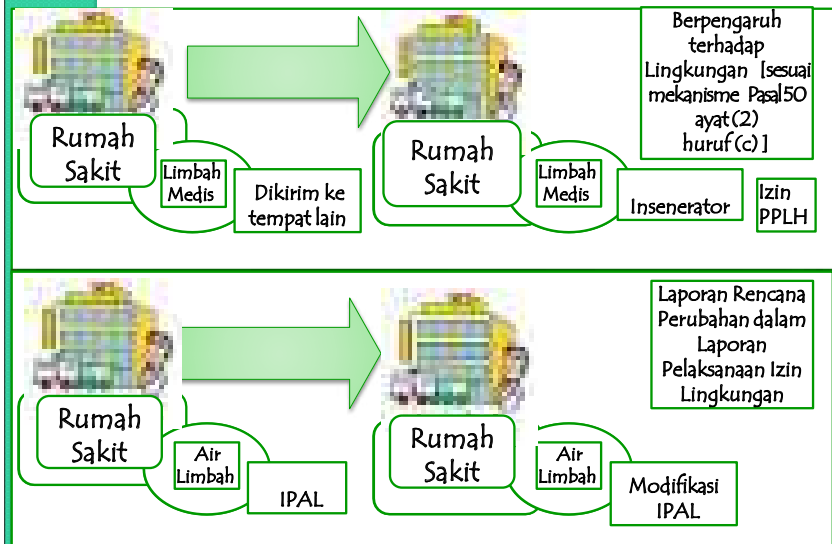 Rumah
Sakit
Limbah
Medis
Dikirim ke
tempat lain
Rumah
Sakit
Limbah
Medis
Insenerator
Izin
PPLH
Berpengaruh
terhadap
Lingkungan [sesuai
mekanisme Pasal50
ayat (2)
huruf (c) ]
Rumah
Sakit
Air
Limbah
IPAL
Rumah
Sakit
Air
Limbah
Modifikasi
IPAL
Laporan Rencana
Perubahan dalam
Laporan
Pelaksanaan Izin
Lingkungan